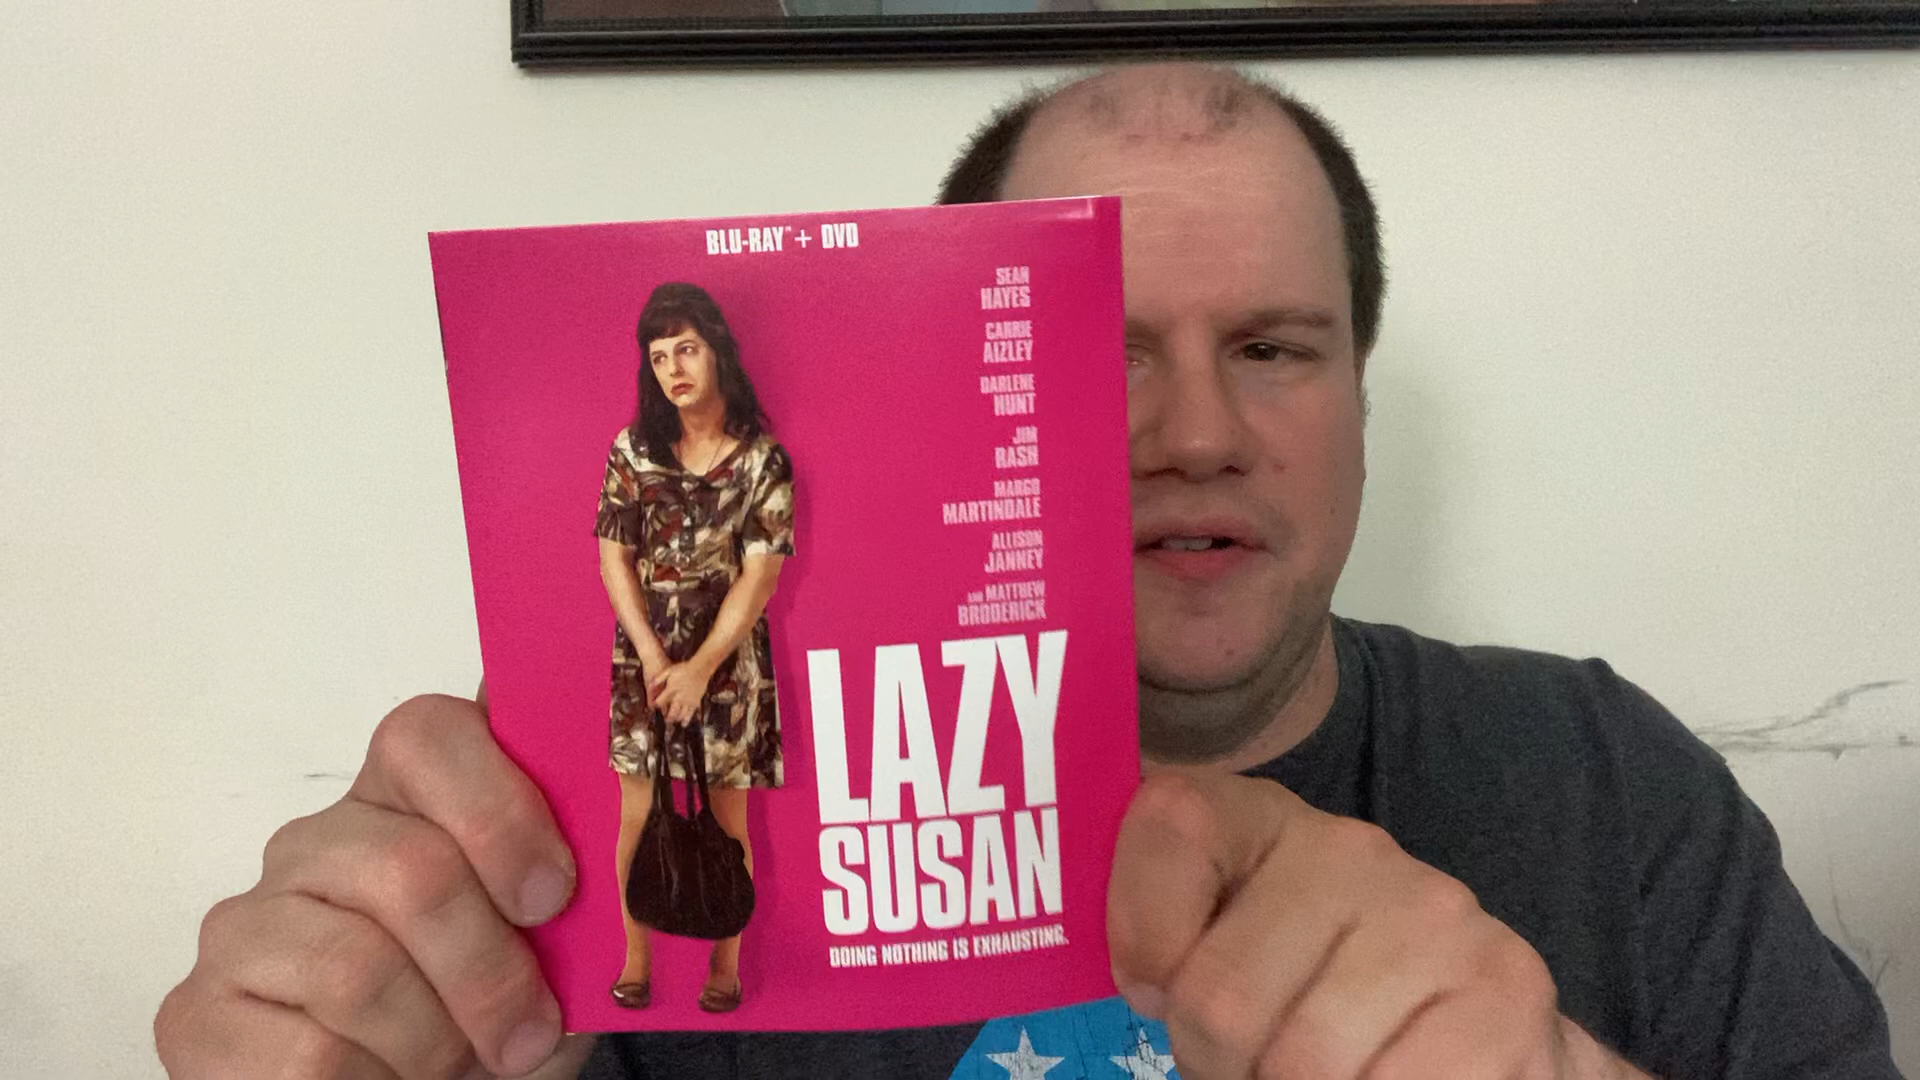 BLU-RAY™ + DVD
SEAN
HAYES
CARRIE
AIZLEY
DARLENE
HUNT
JIM
RASH
MARGO
MARTINDALE
ALLISON
JANNEY
AND MATTHEW
BRODERICK
LAZY
SUSAN
DOING NOTHING IS EXHAUSTING.